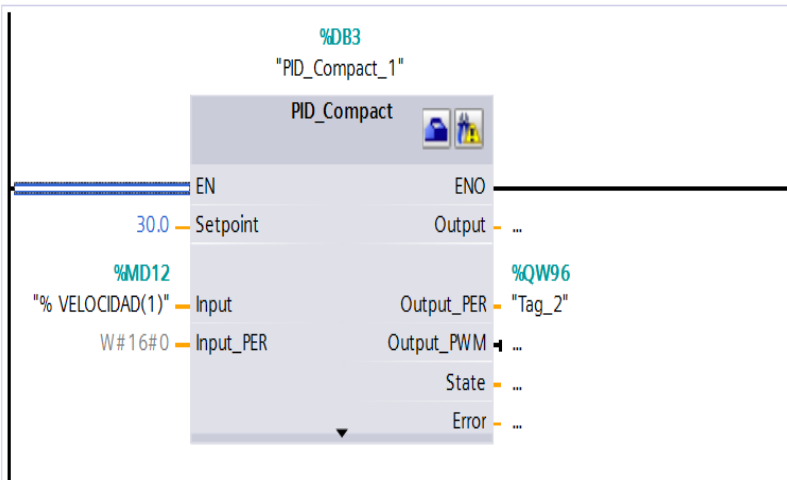 %DB3
"PID_Compact_1"
PID_Compact
EN ENO
30.0 Setpoint Output ...
%MD12 %QW96
"% VELOCIDAD(1)" Input Output_PER "Tag_2"
W#16#0 Input_PER Output_PWM ...
State ...
Error ...